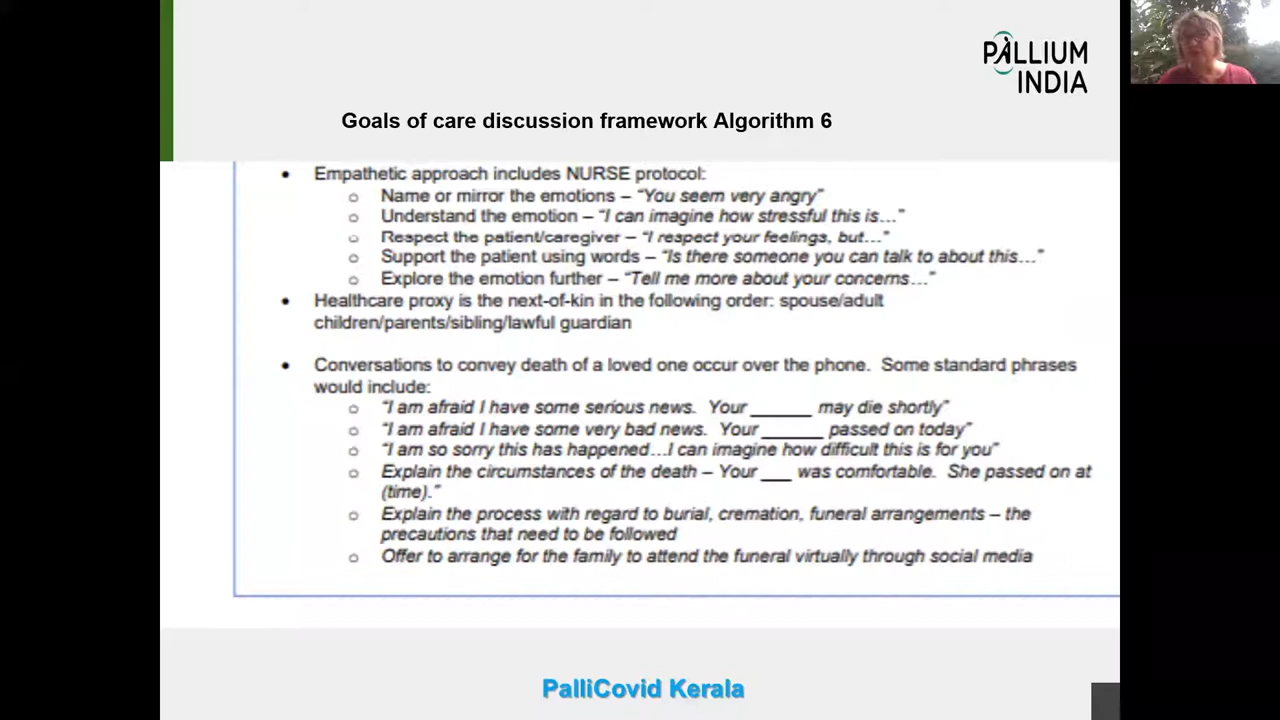 PALLIUM
INDIA
Goals of care discussion framework Algorithm 6
• Empathetic approach includes NURSE protocol:
o Name or mirror the emotions – “You seem very angry”
o Understand the emotion – “I can imagine how stressful this is…”
o Respect the patient/caregiver – “I respect your feelings, but…”
o Support the patient using words – “Is there someone you can talk to about this…”
o Explore the emotion further – “Tell me more about your concerns…”
• Healthcare proxy is the next-of-kin in the following order: spouse/adult
children/parents/sibling/lawful guardian
• Conversations to convey death of a loved one occur over the phone. Some standard phrases
would include:
o “I am afraid I have some serious news. Your ______ may die shortly”
o “I am afraid I have some very bad news. Your ______ passed on today”
o “I am so sorry this has happened…I can imagine how difficult this is for you”
o Explain the circumstances of the death – Your ___ was comfortable. She passed on at
(time).”
o Explain the process with regard to burial, cremation, funeral arrangements – the
precautions that need to be followed
o Offer to arrange for the family to attend the funeral virtually through social media
PalliCovid Kerala